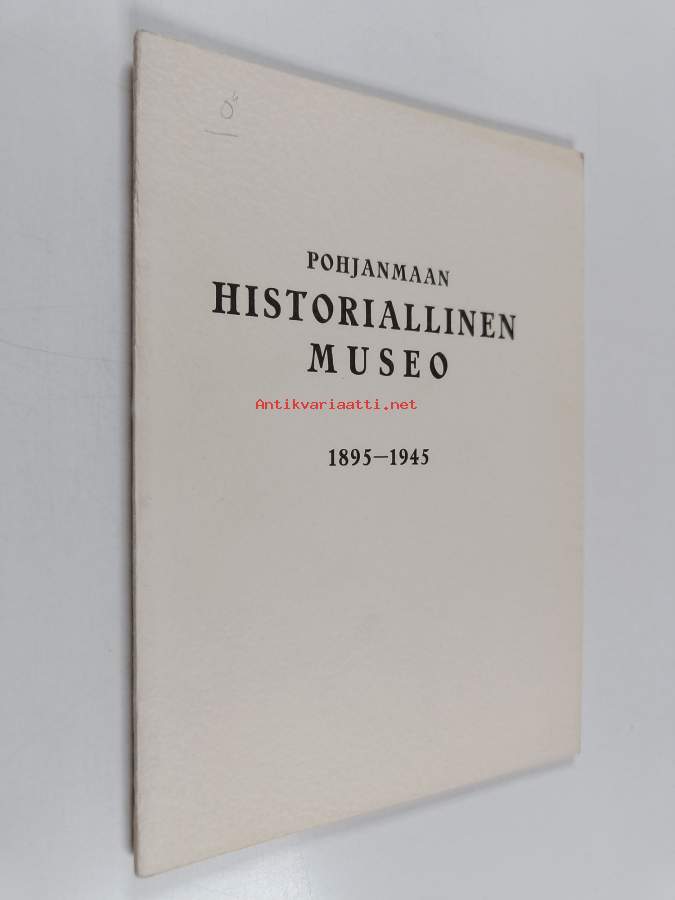 POHJANMAAN
HISTORIALLINEN
MUSEO
Antikvariaatti.net
1895—1945